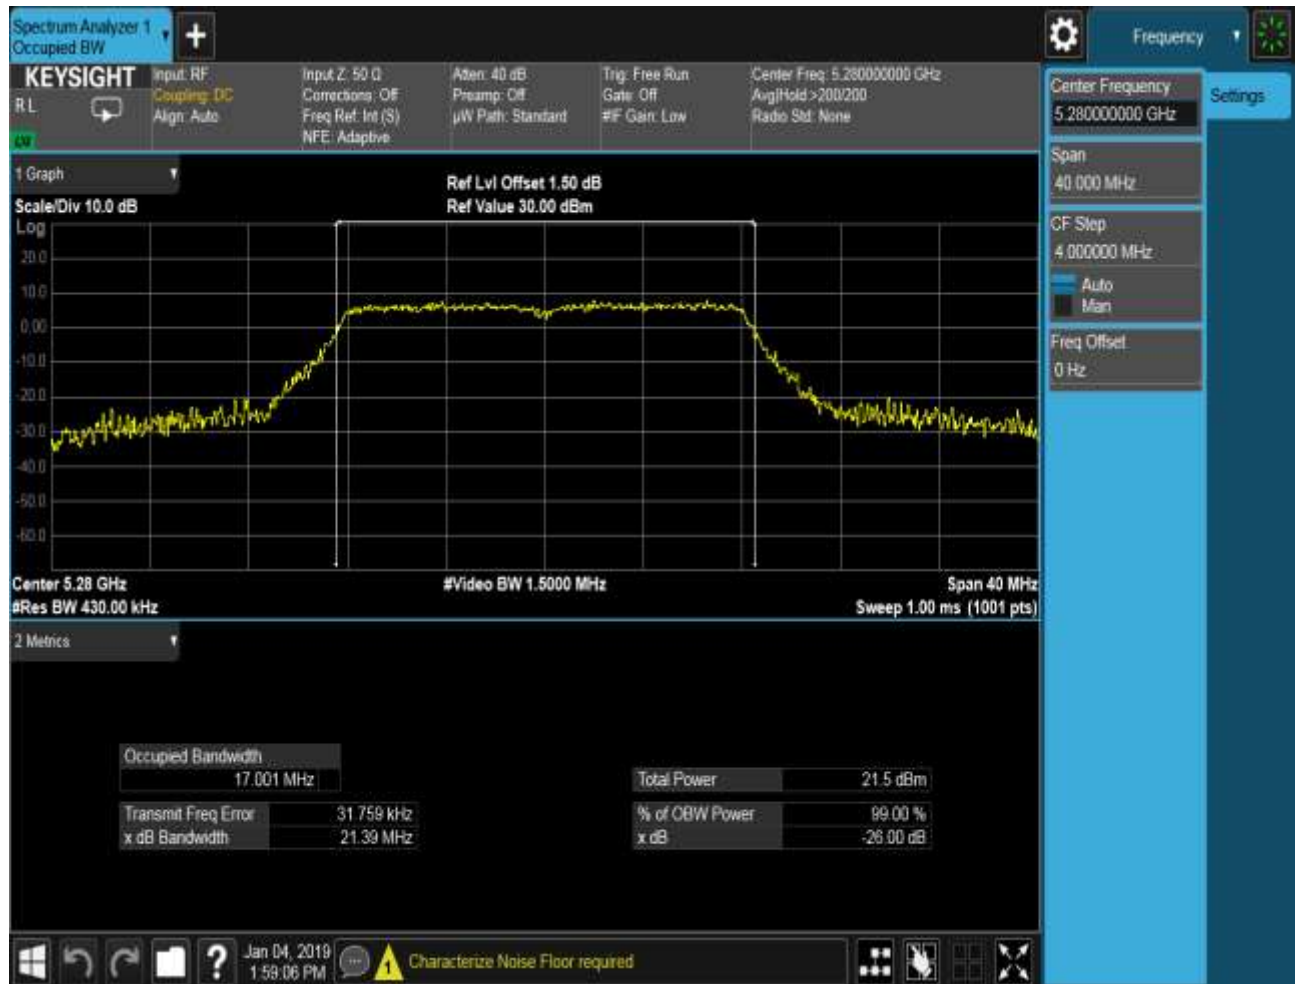 Spectrum Analyzer 1
Occupied BW
Frequency
KEYSIGHT
R L
Input: RF
Coupling: DC
Align: Auto
Input Z: 50 Ω
Corrections: Off
Freq Ref: Int (S)
NFE: Adaptive
Atten: 40 dB
Preamp: Off
µW Path: Standard
Trig: Free Run
Gate: Off
#IF Gain: Low
Center Freq: 5.280000000 GHz
Avg|Hold:>200/200
Radio Std: None
Center Frequency
5.280000000 GHz
Settings
Span
40.000 MHz
CF Step
4.000000 MHz
Auto
Man
Freq Offset
0 Hz
1 Graph
Scale/Div 10.0 dB
Ref Lvl Offset 1.50 dB
Ref Value 30.00 dBm
Log
20.0
10.0
0.00
-10.0
-20.0
-30.0
-40.0
-50.0
-60.0
Center 5.28 GHz
#Video BW 1.5000 MHz
Span 40 MHz
#Res BW 430.00 kHz
Sweep 1.00 ms (1001 pts)
2 Metrics
Occupied Bandwidth
17.001 MHz
Total Power 21.5 dBm
Transmit Freq Error 31.759 kHz
% of OBW Power 99.00 %
x dB Bandwidth 21.39 MHz
x dB -26.00 dB
Jan 04, 2019
1:59:06 PM
?
1
Characterize Noise Floor required